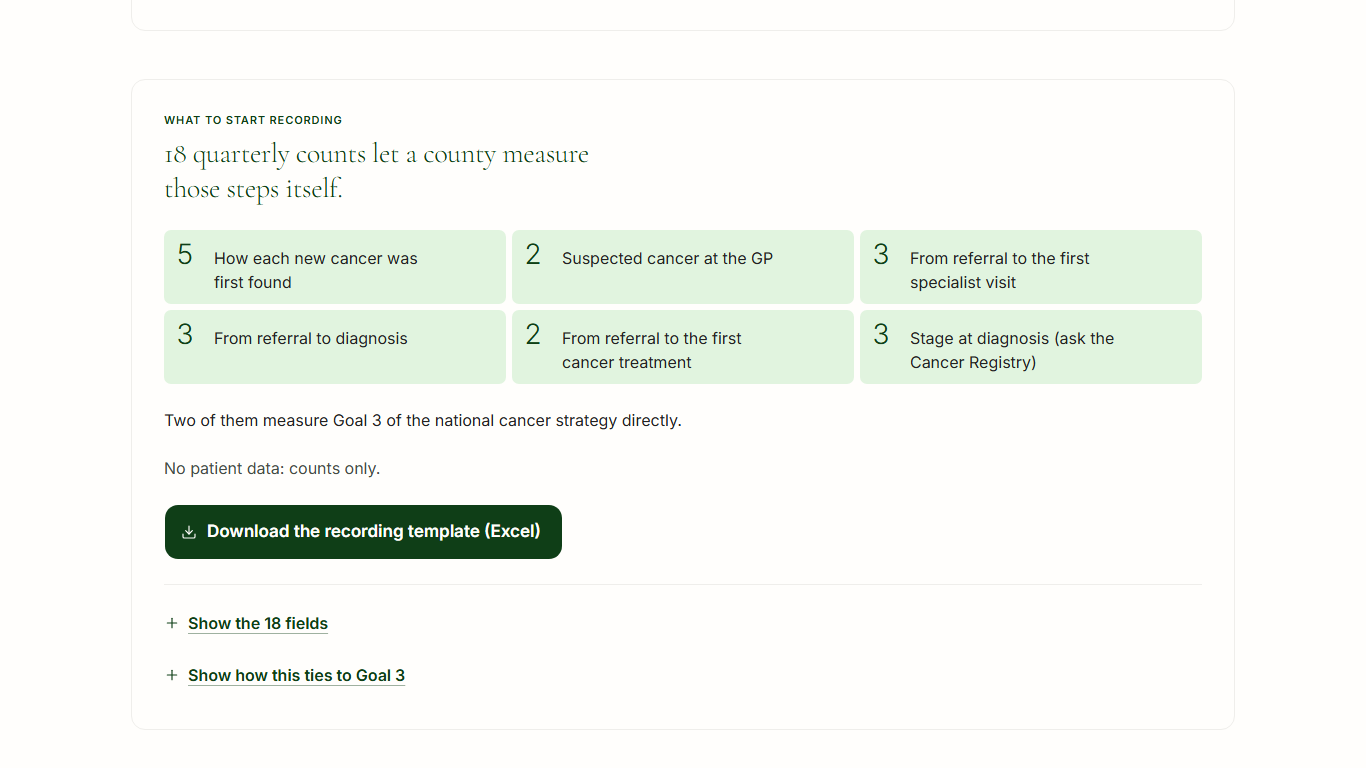 WHAT TO START RECORDING
18 quarterly counts let a county measure
those steps itself.
5
How each new cancer was
first found
2
Suspected cancer at the GP
3
From referral to the first
specialist visit
3
From referral to diagnosis
2
From referral to the first
cancer treatment
3
Stage at diagnosis (ask the
Cancer Registry)
Two of them measure Goal 3 of the national cancer strategy directly.
No patient data: counts only.
Download the recording template (Excel)
+ Show the 18 fields
+ Show how this ties to Goal 3